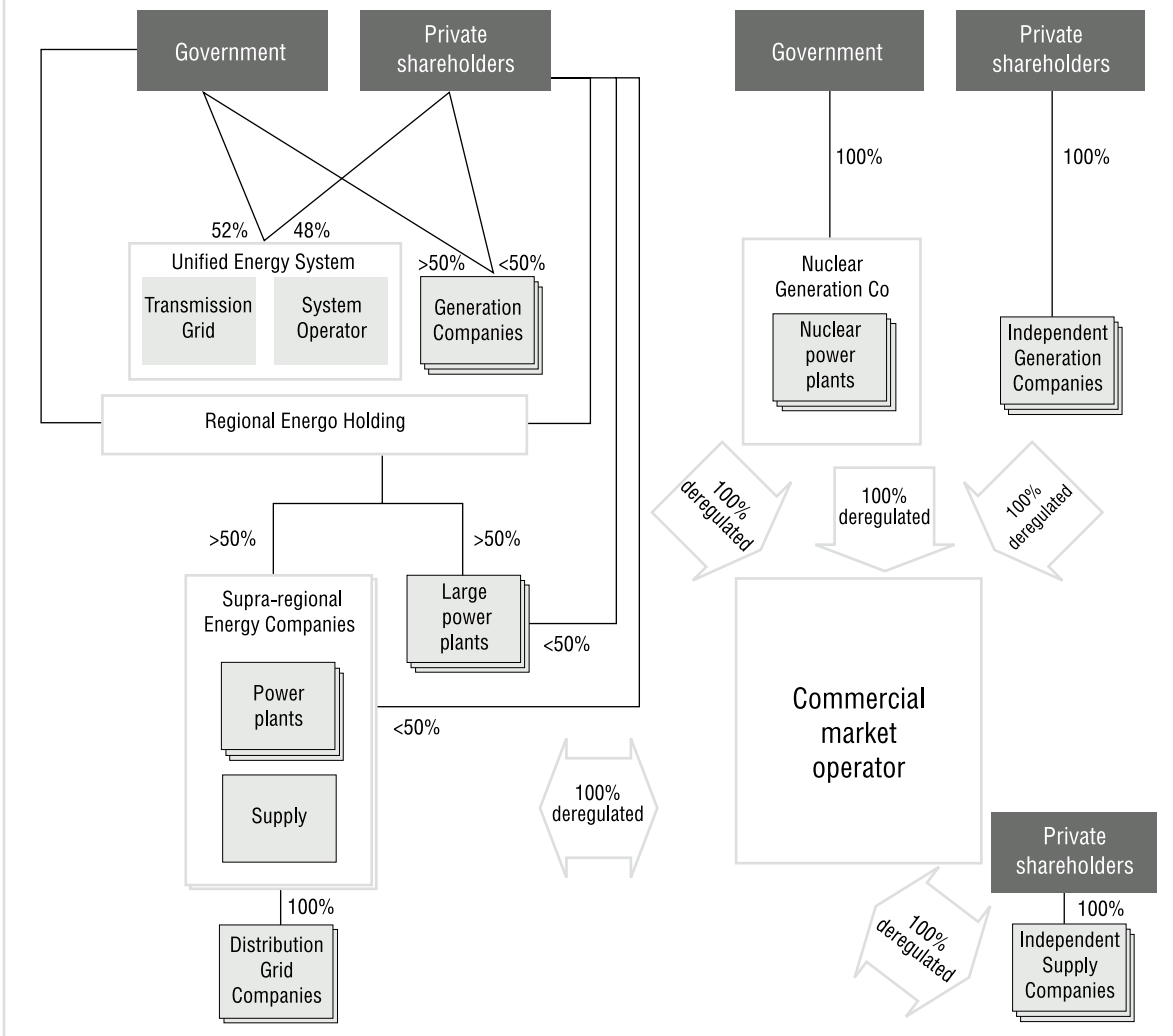 Government
Private
shareholders
Government
Private
shareholders
100%
100%
52%
48%
Unified Energy System
Transmission
Grid
System
Operator
>50%
<50%
Generation
Companies
Nuclear
Generation Co
Nuclear
power
plants
Independent
Generation
Companies
Regional Energo Holding
100%
deregulated
100%
deregulated
100%
deregulated
>50%
>50%
Supra-regional
Energy Companies
Large
power
plants
<50%
Power
plants
<50%
Supply
100%
deregulated
Commercial
market
operator
Private
shareholders
100%
100%
deregulated
Independent
Supply
Companies
100%
Distribution
Grid
Companies